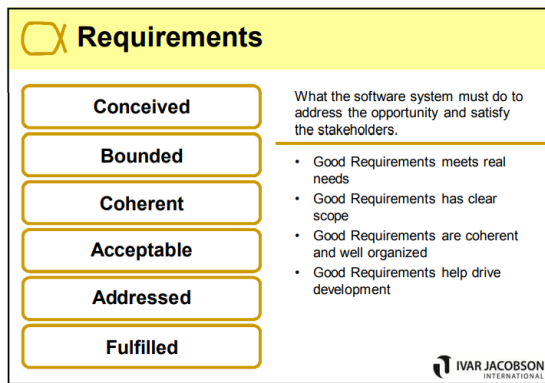 Requirements
Conceived
Bounded
Coherent
Acceptable
Addressed
Fulfilled
What the software system must do to
address the opportunity and satisfy
the stakeholders.
• Good Requirements meets real
needs
• Good Requirements has clear
scope
• Good Requirements are coherent
and well organized
• Good Requirements help drive
development
IVAR JACOBSON
INTERNATIONAL